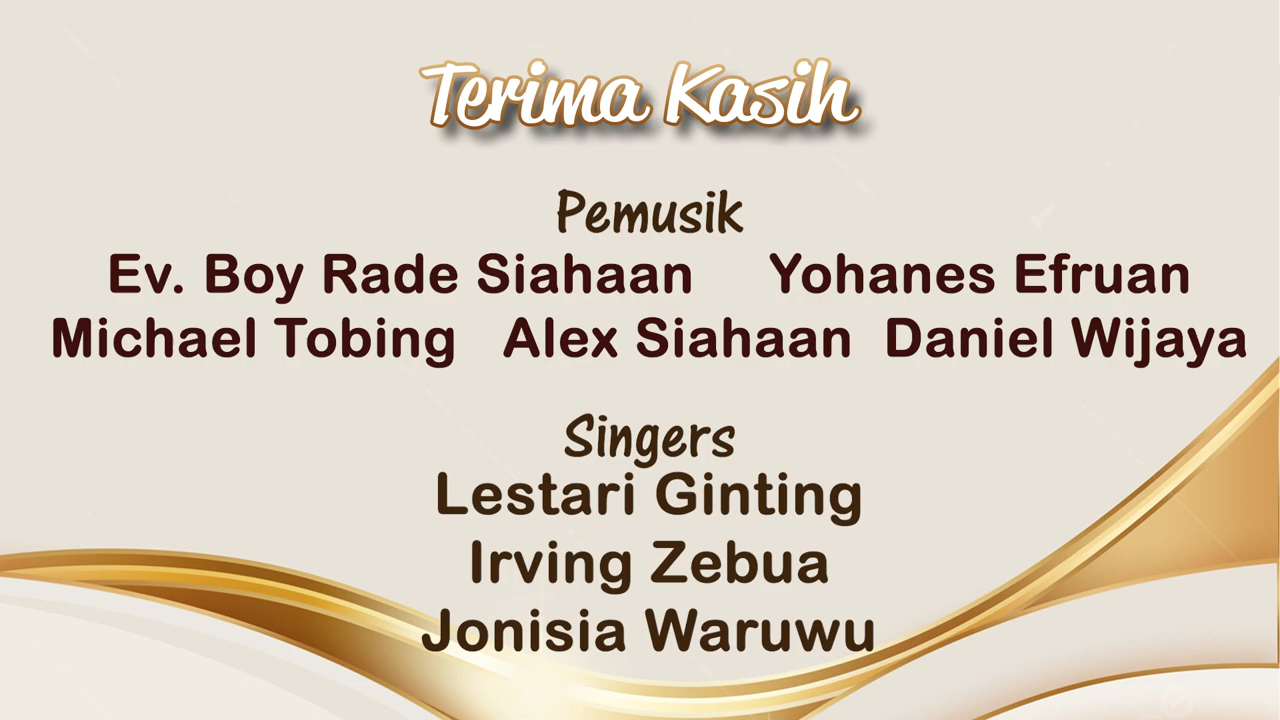 Terima Kasih
Pemusik
Ev. Boy Rade Siahaan Yohanes Efruan
Michael Tobing Alex Siahaan Daniel Wijaya
Singers
Lestari Ginting
Irving Zebua
Jonisia Waruwu